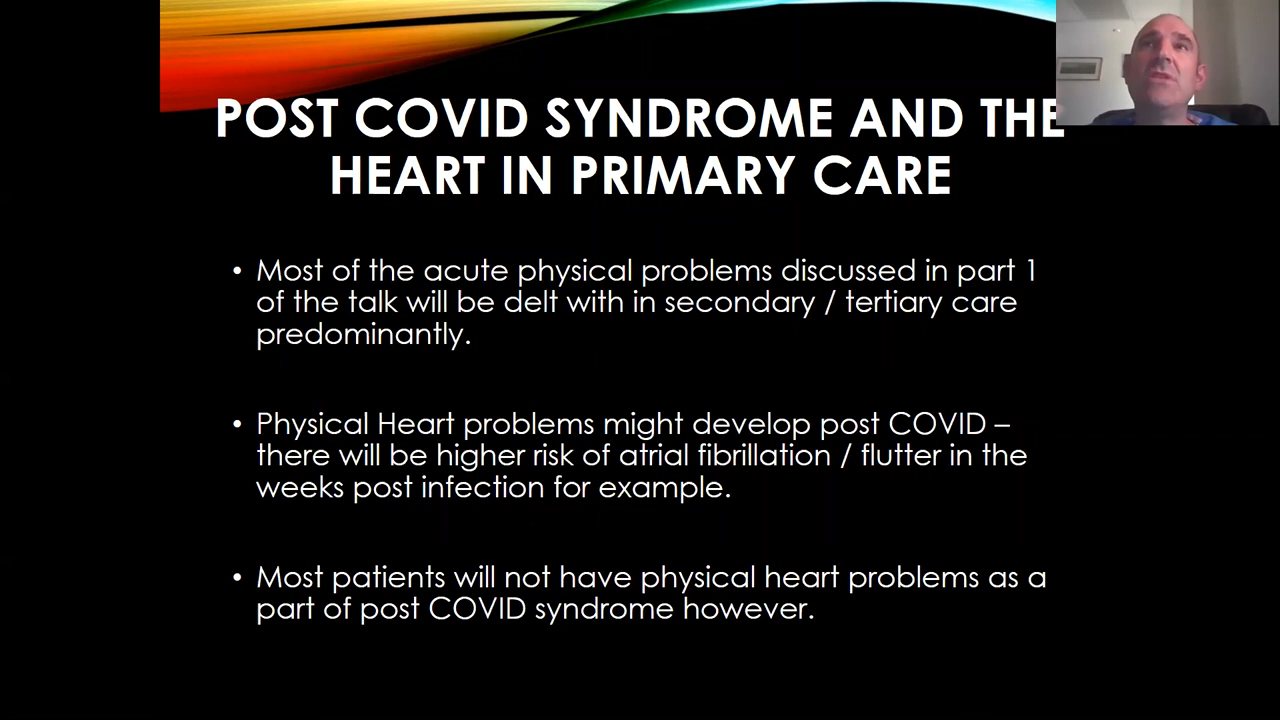 POST COVID SYNDROME AND THE
HEART IN PRIMARY CARE
• Most of the acute physical problems discussed in part 1
of the talk will be delt with in secondary / tertiary care
predominantly.
• Physical Heart problems might develop post COVID –
there will be higher risk of atrial fibrillation / flutter in the
weeks post infection for example.
• Most patients will not have physical heart problems as a
part of post COVID syndrome however.